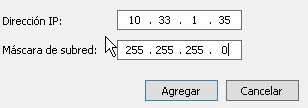 Dirección IP: 10 . 33 . 1 . 35
Máscara de subred: 255 . 255 . 255 . 0
Agregar Cancelar